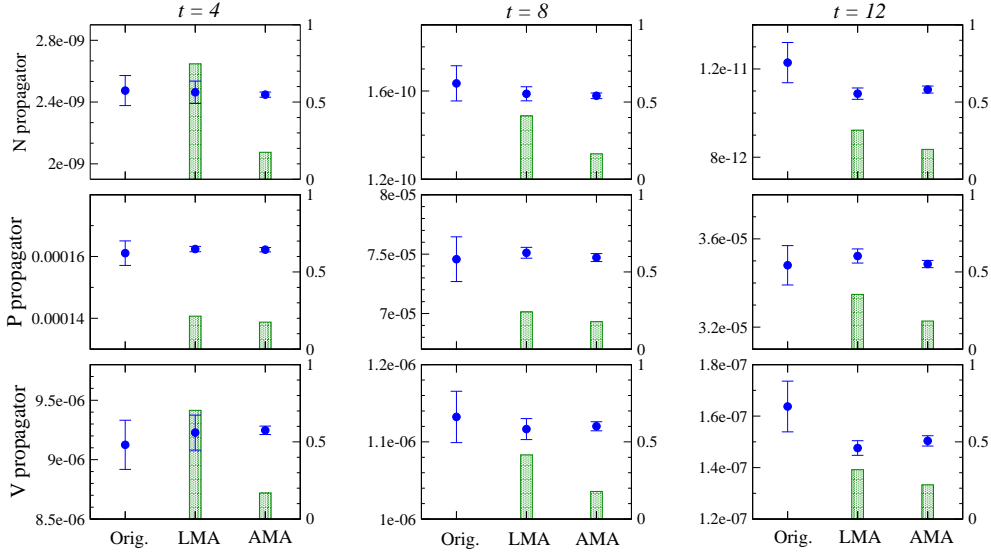 t = 4 t = 8 t = 12
N propagator
2.8e-09
2.4e-09
2e-09
1
0.5
0
1.6e-10
1.2e-10
1
0.5
0
1.2e-11
8e-12
1
0.5
0
P propagator
0.00016
0.00014
1
0.5
0
8e-05
7.5e-05
7e-05
1
0.5
0
3.6e-05
3.2e-05
1
0.5
0
V propagator
9.5e-06
9e-06
8.5e-06
1
0.5
0
1.2e-06
1.1e-06
1e-06
1
0.5
0
1.8e-07
1.6e-07
1.4e-07
1.2e-07
1
0.5
0
Orig. LMA AMA Orig. LMA AMA Orig. LMA AMA